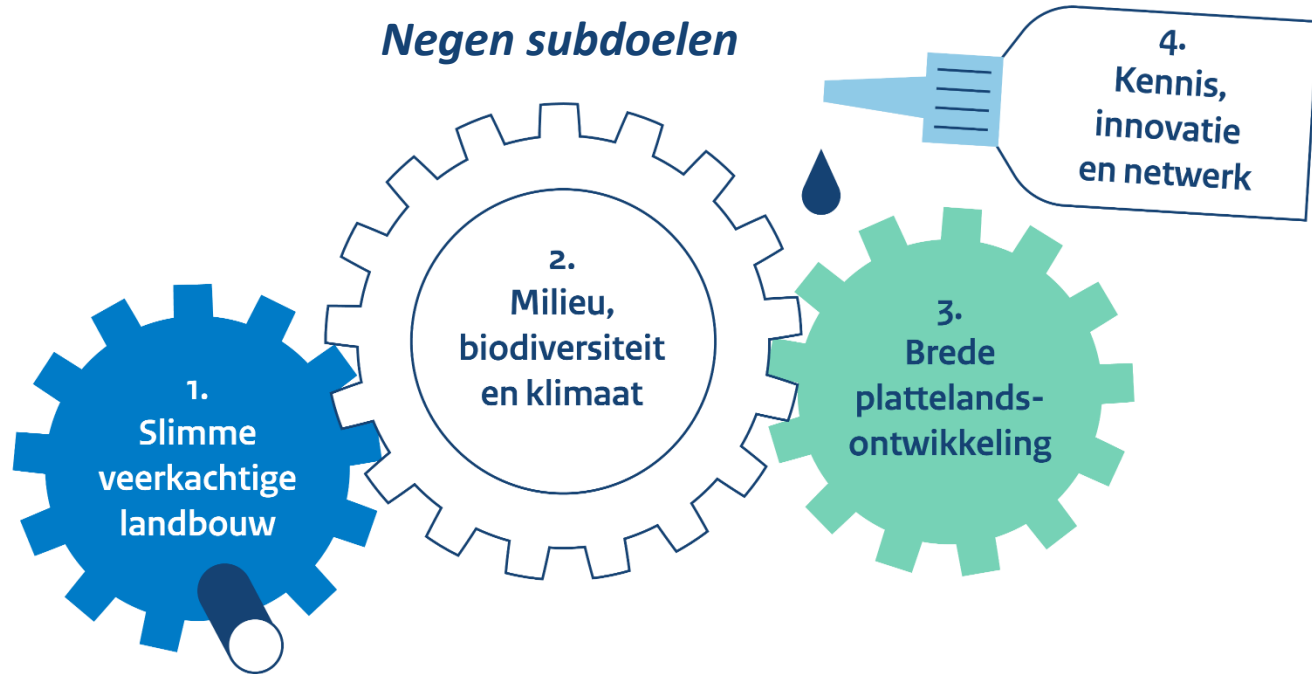 Negen subdoelen
1.
Slimme
veerkachtige
landbouw
2.
Milieu,
biodiversiteit
en klimaat
3.
Brede
plattelands-
ontwikkeling
4.
Kennis,
innovatie
en netwerk